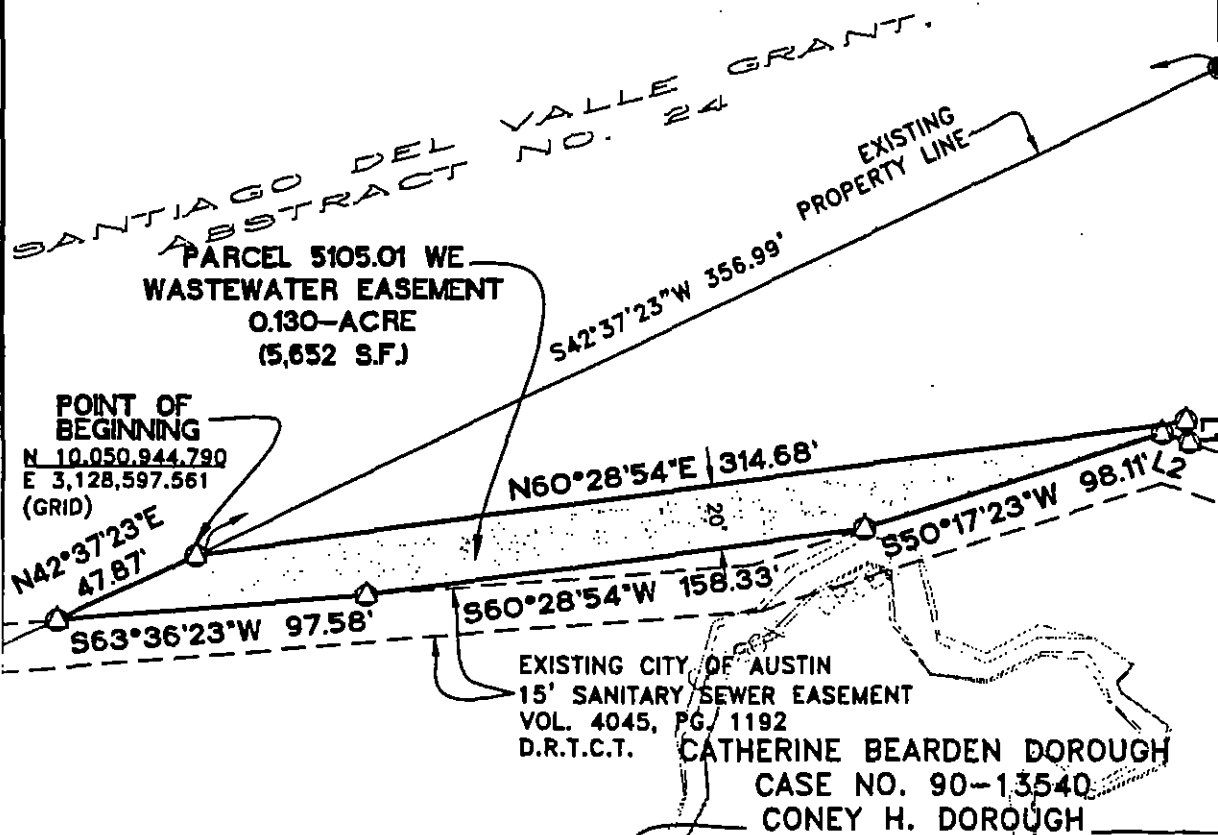 SANTIAGO DEL VALLE GRANT.
ABSTRACT NO. 24
EXISTING
PROPERTY LINE
PARCEL 5105.01 WE
WASTEWATER EASEMENT
0.130-ACRE
(5,652 S.F.)
S42°37'23"W 356.99'
POINT OF
BEGINNING
N 10,050,944.790
E 3,128,597.561
(GRID)
N42°37'23"E
47.87'
N60°28'54"E 314.68'
20'
S50°17'23"W 98.11'
L2
S60°28'54"W 158.33'
S63°36'23"W 97.58'
EXISTING CITY OF AUSTIN
15' SANITARY SEWER EASEMENT
VOL. 4045, PG. 1192
D.R.T.C.T.
CATHERINE BEARDEN DOROUGH
CASE NO. 90-13540
CONEY H. DOROUGH